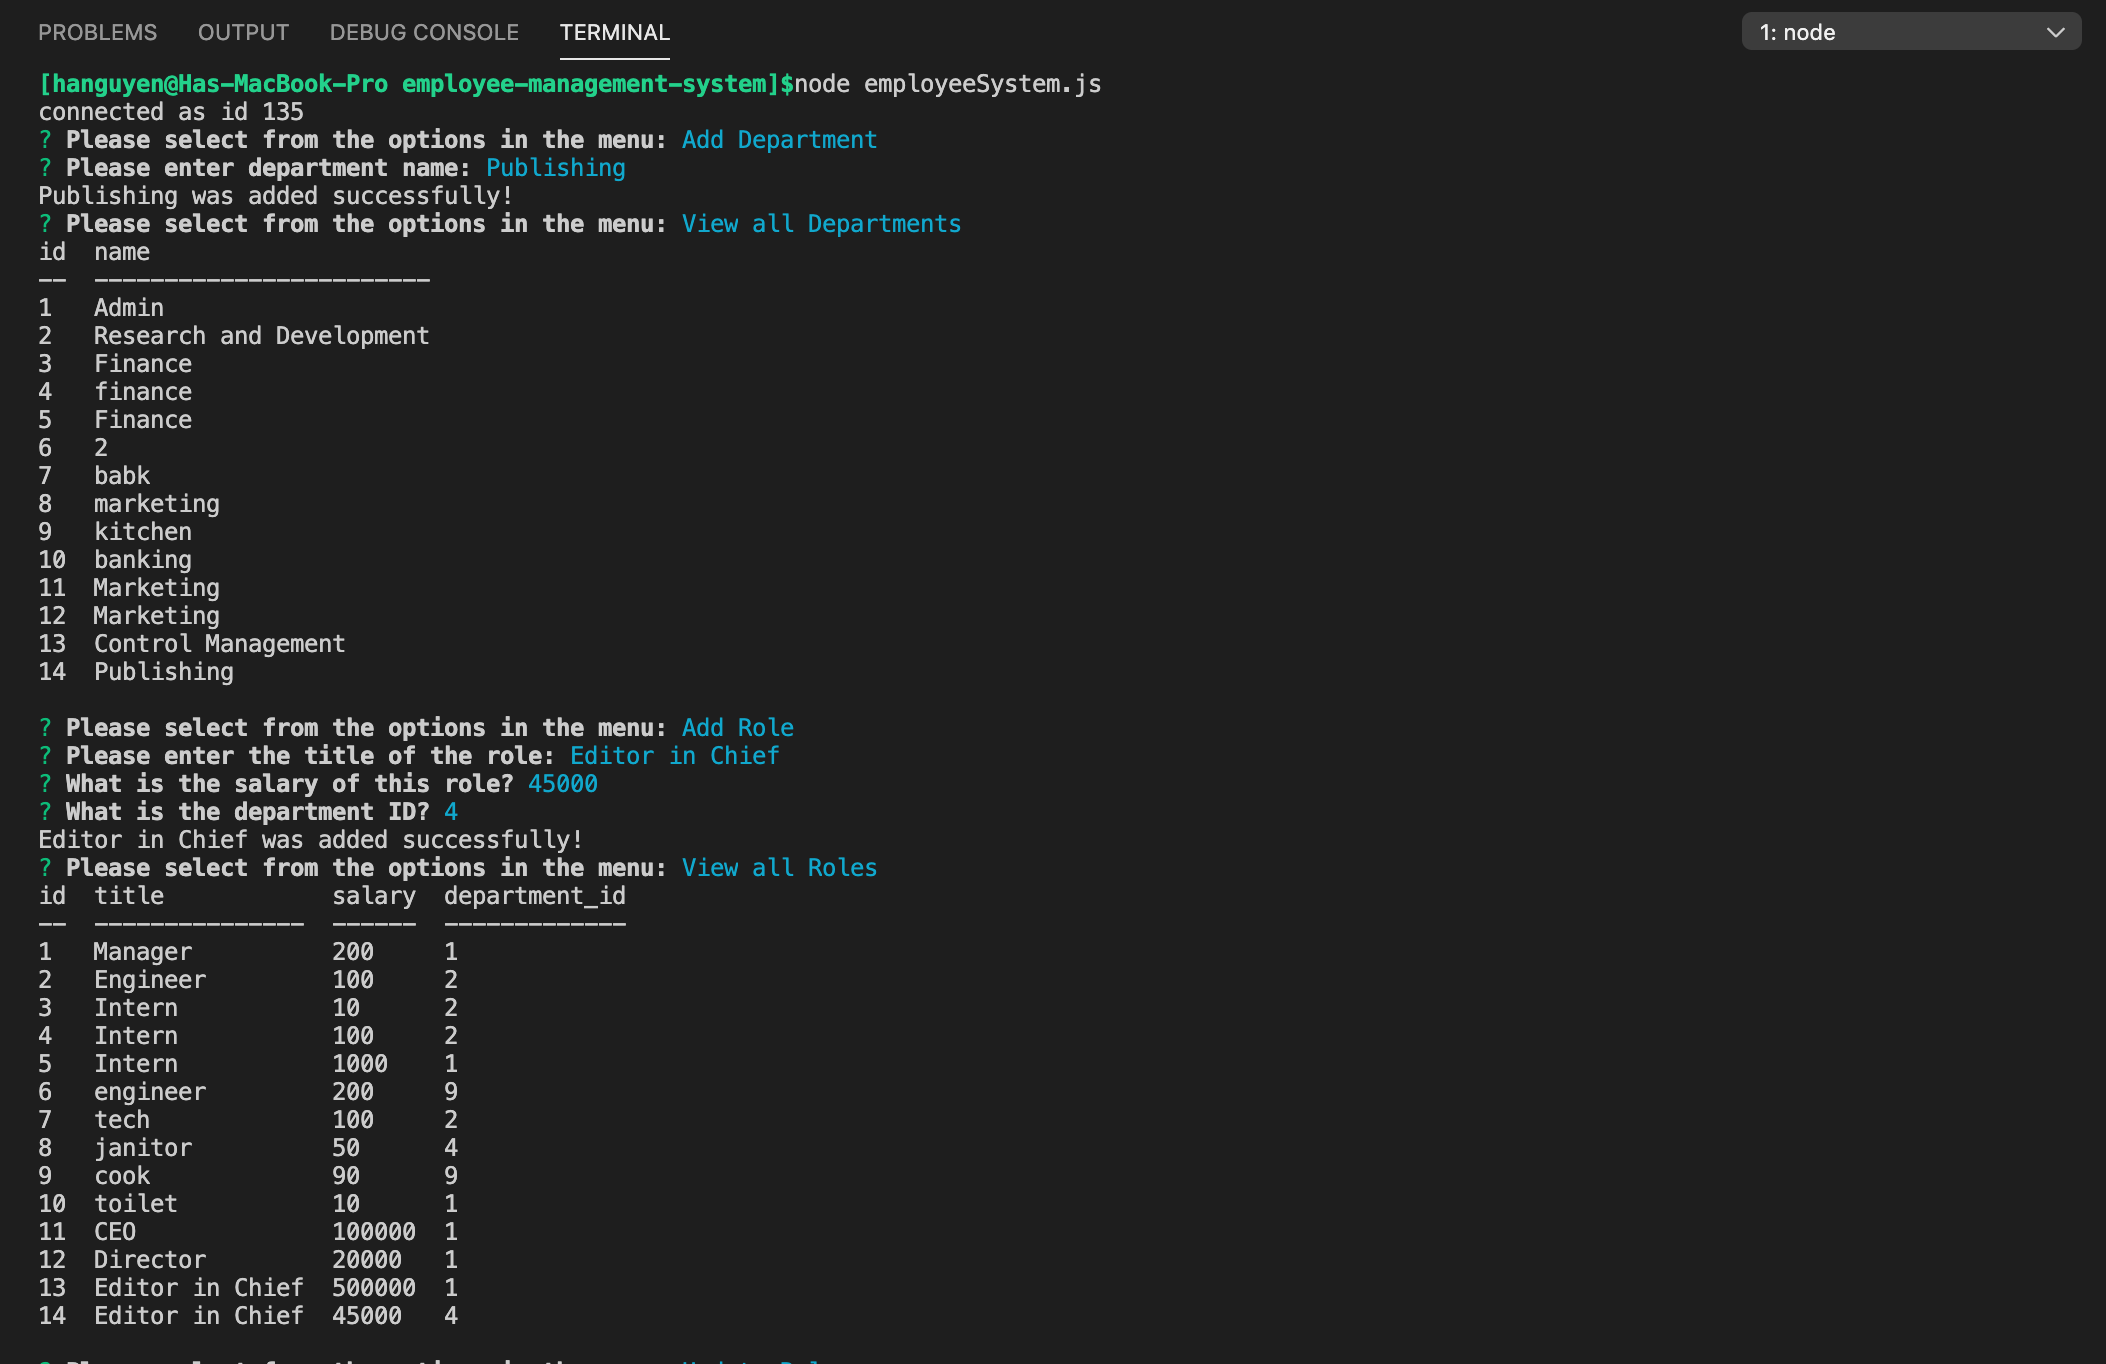 PROBLEMS OUTPUT DEBUG CONSOLE TERMINAL 1: node
[hanguyen@Has-MacBook-Pro employee-management-system]$node employeeSystem.js
connected as id 135
? Please select from the options in the menu: Add Department
? Please enter department name: Publishing
Publishing was added successfully!
? Please select from the options in the menu: View all Departments
id  name
--  ------------------------
1   Admin
2   Research and Development
3   Finance
4   finance
5   Finance
6   2
7   babk
8   marketing
9   kitchen
10  banking
11  Marketing
12  Marketing
13  Control Management
14  Publishing
? Please select from the options in the menu: Add Role
? Please enter the title of the role: Editor in Chief
? What is the salary of this role? 45000
? What is the department ID? 4
Editor in Chief was added successfully!
? Please select from the options in the menu: View all Roles
id  title            salary  department_id
--  ---------------  ------  -------------
1   Manager          200     1
2   Engineer         100     2
3   Intern           10      2
4   Intern           100     2
5   Intern           1000    1
6   engineer         200     9
7   tech             100     2
8   janitor          50      4
9   cook             90      9
10  toilet           10      1
11  CEO              100000  1
12  Director         20000   1
13  Editor in Chief  500000  1
14  Editor in Chief  45000   4